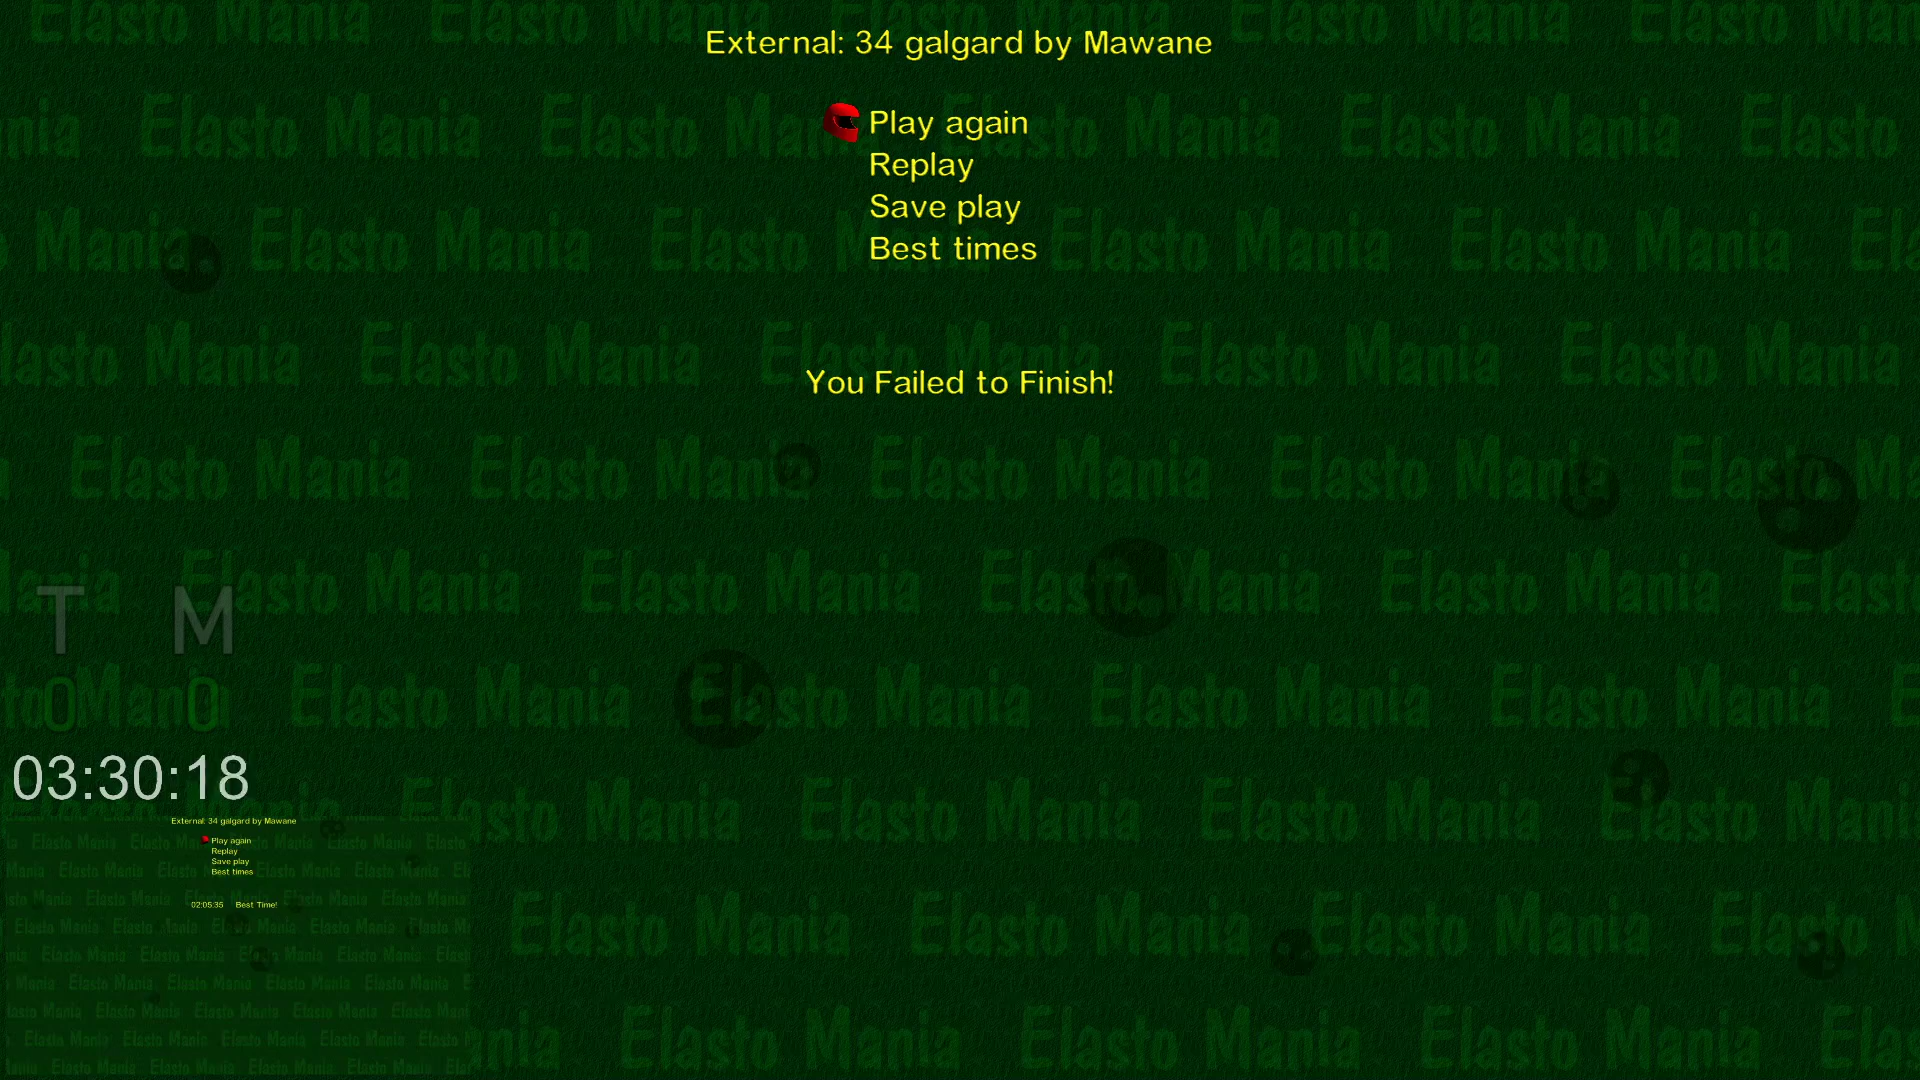 External: 34 galgard by Mawane
Play again
Replay
Save play
Best times
You Failed to Finish!
T M
0 0
03:30:18
External: 34 galgard by Mawane
Play again
Replay
Save play
Best times
02:05:35 Best Time!
Elasto Mania